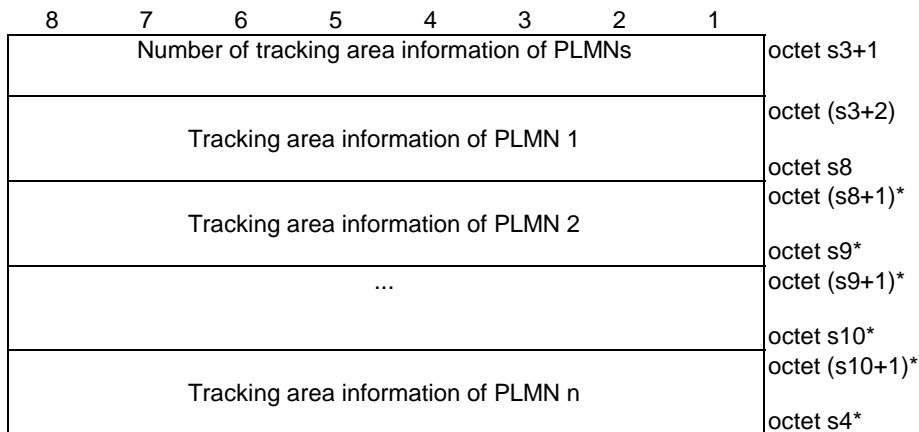 8 7 6 5 4 3 2 1
Number of tracking area information of PLMNs octet s3+1
octet (s3+2)
Tracking area information of PLMN 1
octet s8
octet (s8+1)*
Tracking area information of PLMN 2
octet s9*
... octet (s9+1)*
octet s10*
octet (s10+1)*
Tracking area information of PLMN n
octet s4*